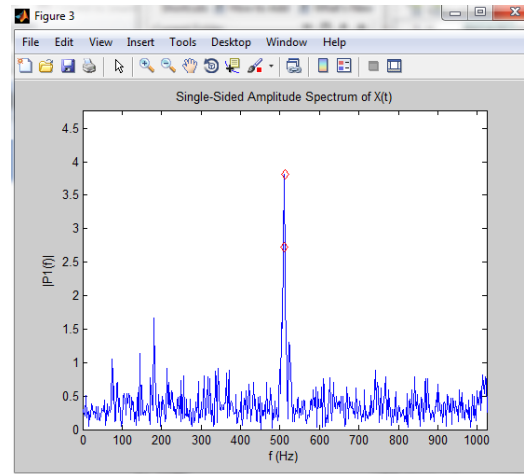 Figure 3
File Edit View Insert Tools Desktop Window Help
Single-Sided Amplitude Spectrum of X(t)
4.5
4
3.5
3
2.5
2
1.5
1
0.5
0
|P1(f)|
0 100 200 300 400 500 600 700 800 900 1000
f (Hz)